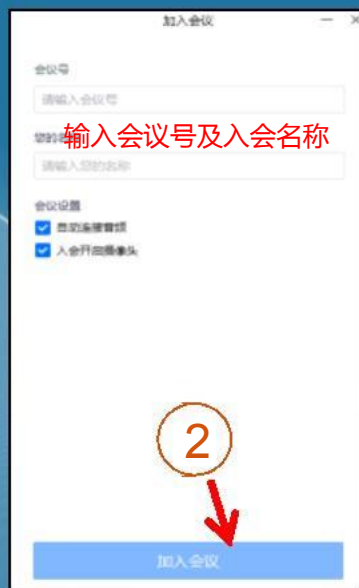 加入会议
会议号
请输入会议号
您的
输入会议号及入会名称
请输入您的名称
会议设置
自动连接音频
入会开启摄像头
2
加入会议